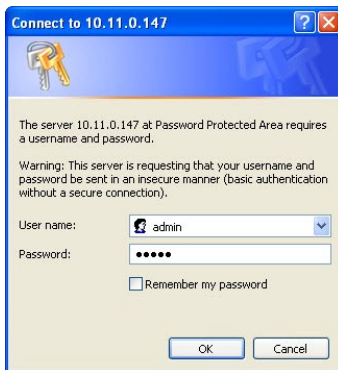 Connect to 10.11.0.147
The server 10.11.0.147 at Password Protected Area requires
a username and password.
Warning: This server is requesting that your username and
password be sent in an insecure manner (basic authentication
without a secure connection).
User name:
admin
Password:
•••••
Remember my password
OK
Cancel